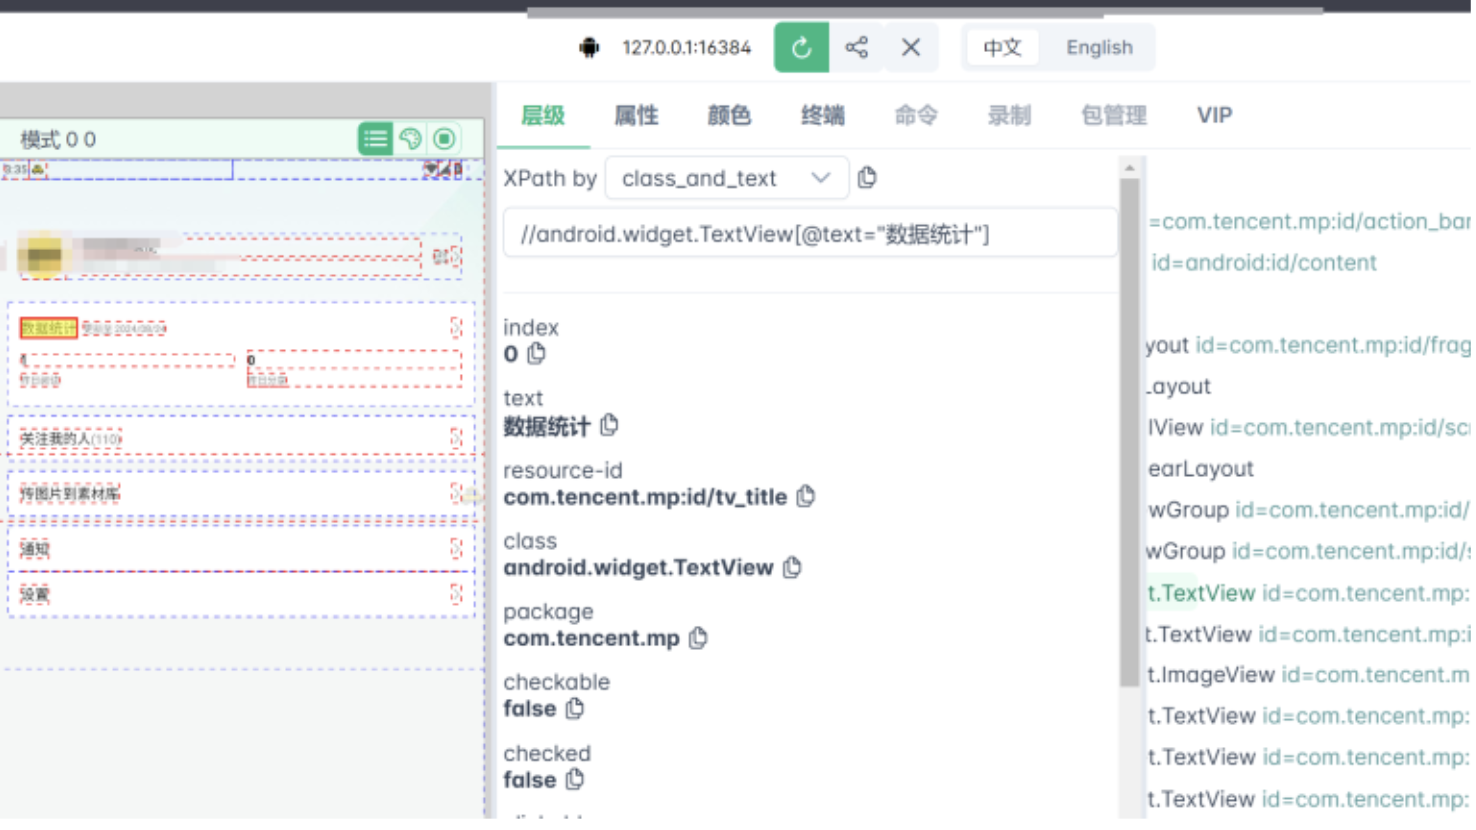 127.0.0.1:16384
中文
English
层级
属性
颜色
终端
命令
录制
包管理
VIP
模式 0 0
XPath by
class_and_text
//android.widget.TextView[@text="数据统计"]
index
0
text
数据统计
resource-id
com.tencent.mp:id/tv_title
class
android.widget.TextView
package
com.tencent.mp
checkable
false
checked
false
数据统计
0
关注我的人(110)
传图片到素材库
通知
设置
=com.tencent.mp:id/action_bar
id=android:id/content
yout id=com.tencent.mp:id/frag
Layout
lView id=com.tencent.mp:id/scr
earLayout
wGroup id=com.tencent.mp:id/
wGroup id=com.tencent.mp:id/s
t.TextView id=com.tencent.mp:
t.TextView id=com.tencent.mp:i
t.ImageView id=com.tencent.m
t.TextView id=com.tencent.mp:
t.TextView id=com.tencent.mp:
t.TextView id=com.tencent.mp: